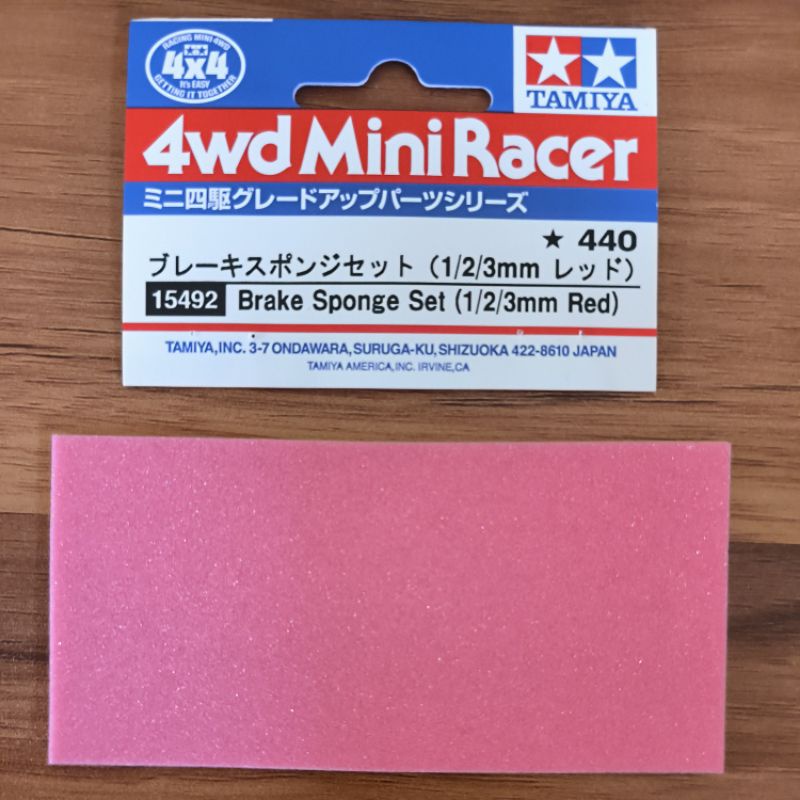 RACING MINI 4WD
4x4
It's EASY
GETTING IT TOGETHER
TAMIYA
4wd Mini Racer
ミニ四駆グレードアップパーツシリーズ
★ 440
ブレーキスポンジセット（1/2/3mm レッド）
15492 Brake Sponge Set (1/2/3mm Red)
TAMIYA,INC. 3-7 ONDAWARA,SURUGA-KU,SHIZUOKA 422-8610 JAPAN
TAMIYA AMERICA,INC. IRVINE,CA